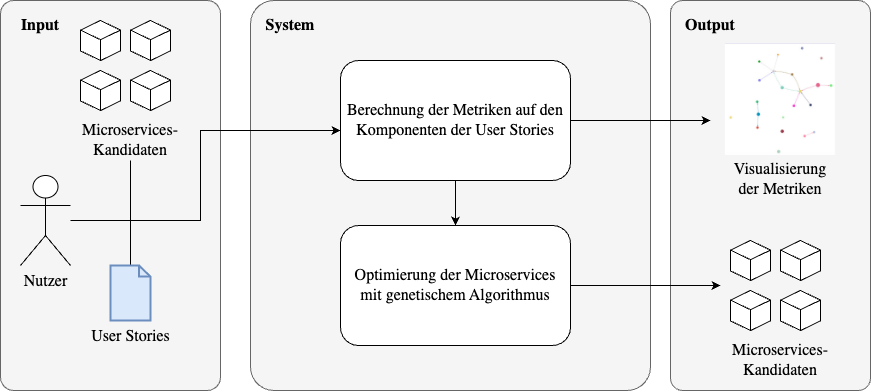 Input
Microservices-
Kandidaten
Nutzer
User Stories
System
Berechnung der Metriken auf den
Komponenten der User Stories
Optimierung der Microservices
mit genetischem Algorithmus
Output
Visualisierung
der Metriken
Microservices-
Kandidaten